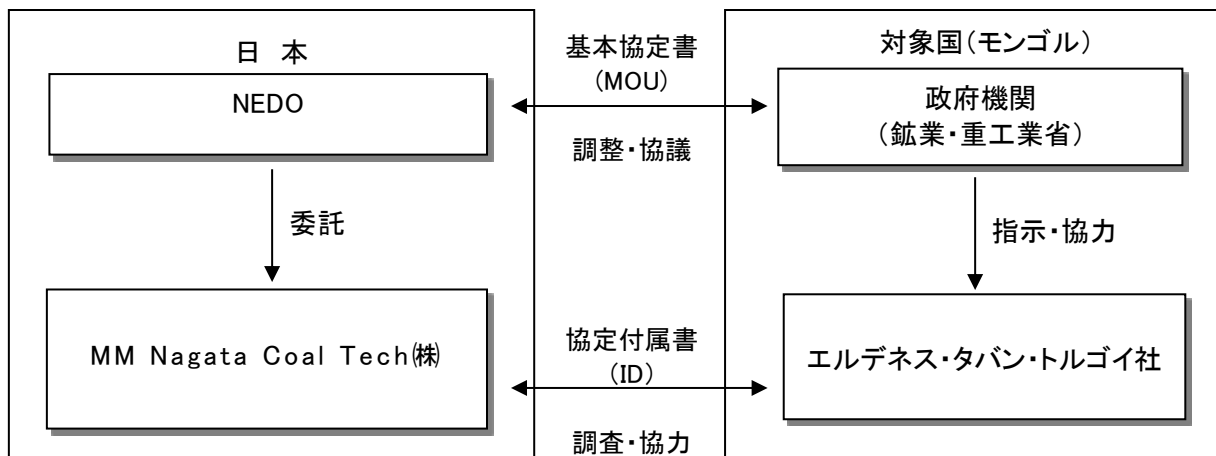 日 本
NEDO
委託
MM Nagata Coal Tech㈱
基本協定書
(MOU)
調整・協議
協定付属書
(ID)
調査・協力
対象国(モンゴル)
政府機関
(鉱業・重工業省)
指示・協力
エルデネス・タバン・トルゴイ社